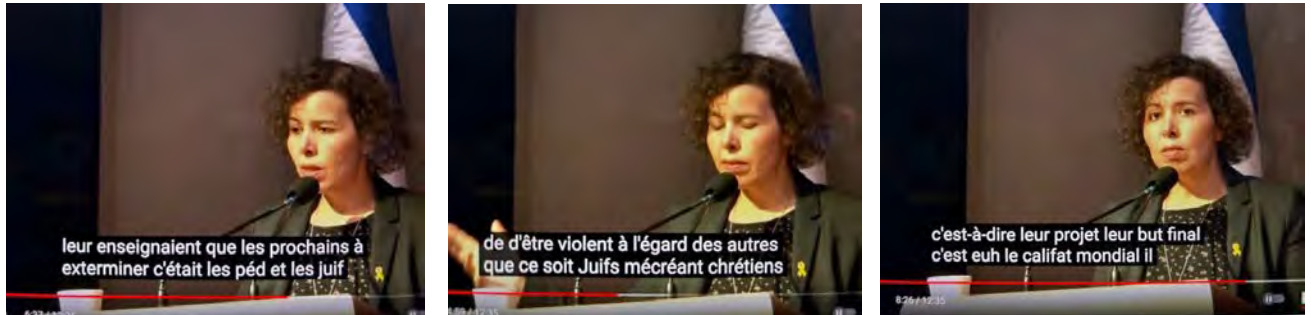 leur enseignaient que les prochains à
exterminer c'était les péd et les juif
de d'être violent à l'égard des autres
que ce soit Juifs mécréant chrétiens
c'est-à-dire leur projet leur but final
c'est euh le califat mondial il
8:26 / 12:35